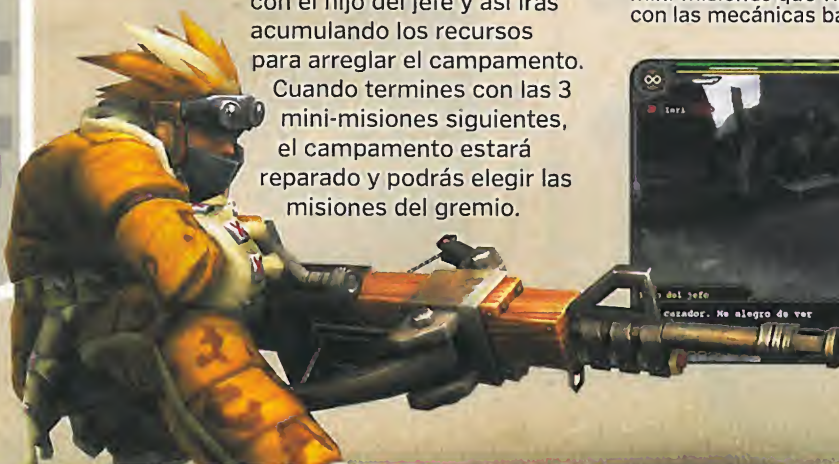 con el hijo del jefe y así irás
acumulando los recursos
para arreglar el campamento.
Cuando termines con las 3
mini-misiones siguientes,
el campamento estará
reparado y podrás elegir las
misiones del gremio.
con las mecánicas
del jefe
cazador. Me alegro de ver